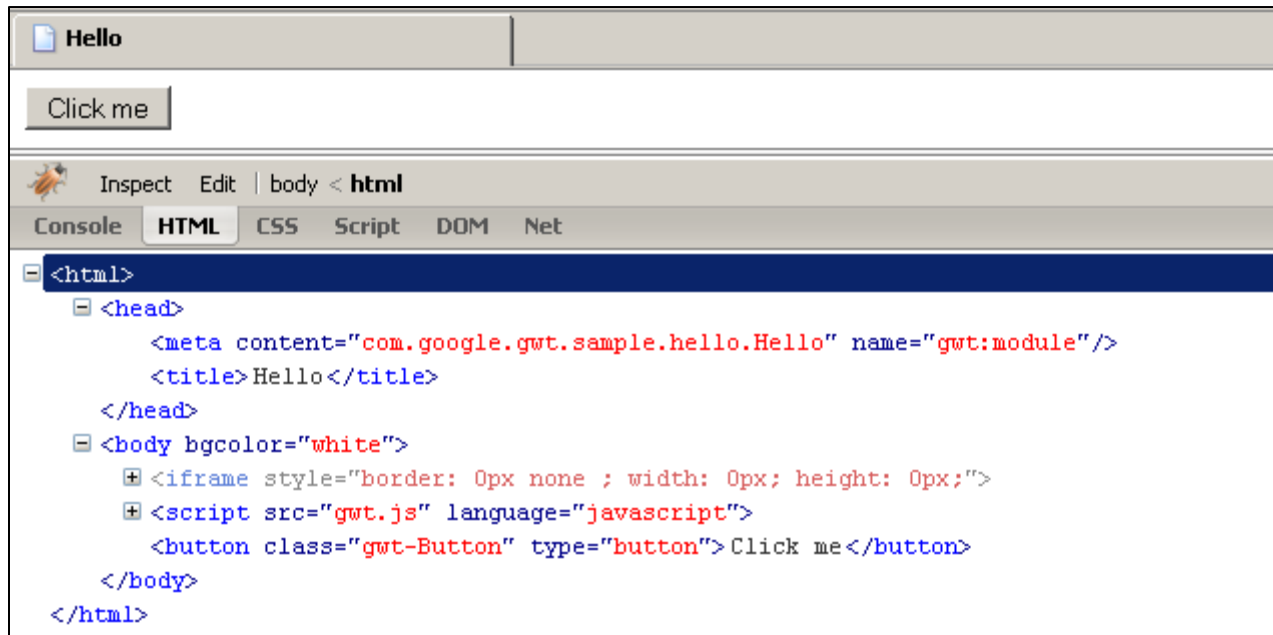 Hello
Click me
Inspect Edit | body < html
Console HTML CSS Script DOM Net
<html>
<head>
<meta content="com.google.gwt.sample.hello.Hello" name="gwt:module"/>
<title>Hello</title>
</head>
<body bgcolor="white">
<iframe style="border: 0px none ; width: 0px; height: 0px;">
<script src="gwt.js" language="javascript">
<button class="gwt-Button" type="button">Click me</button>
</body>
</html>